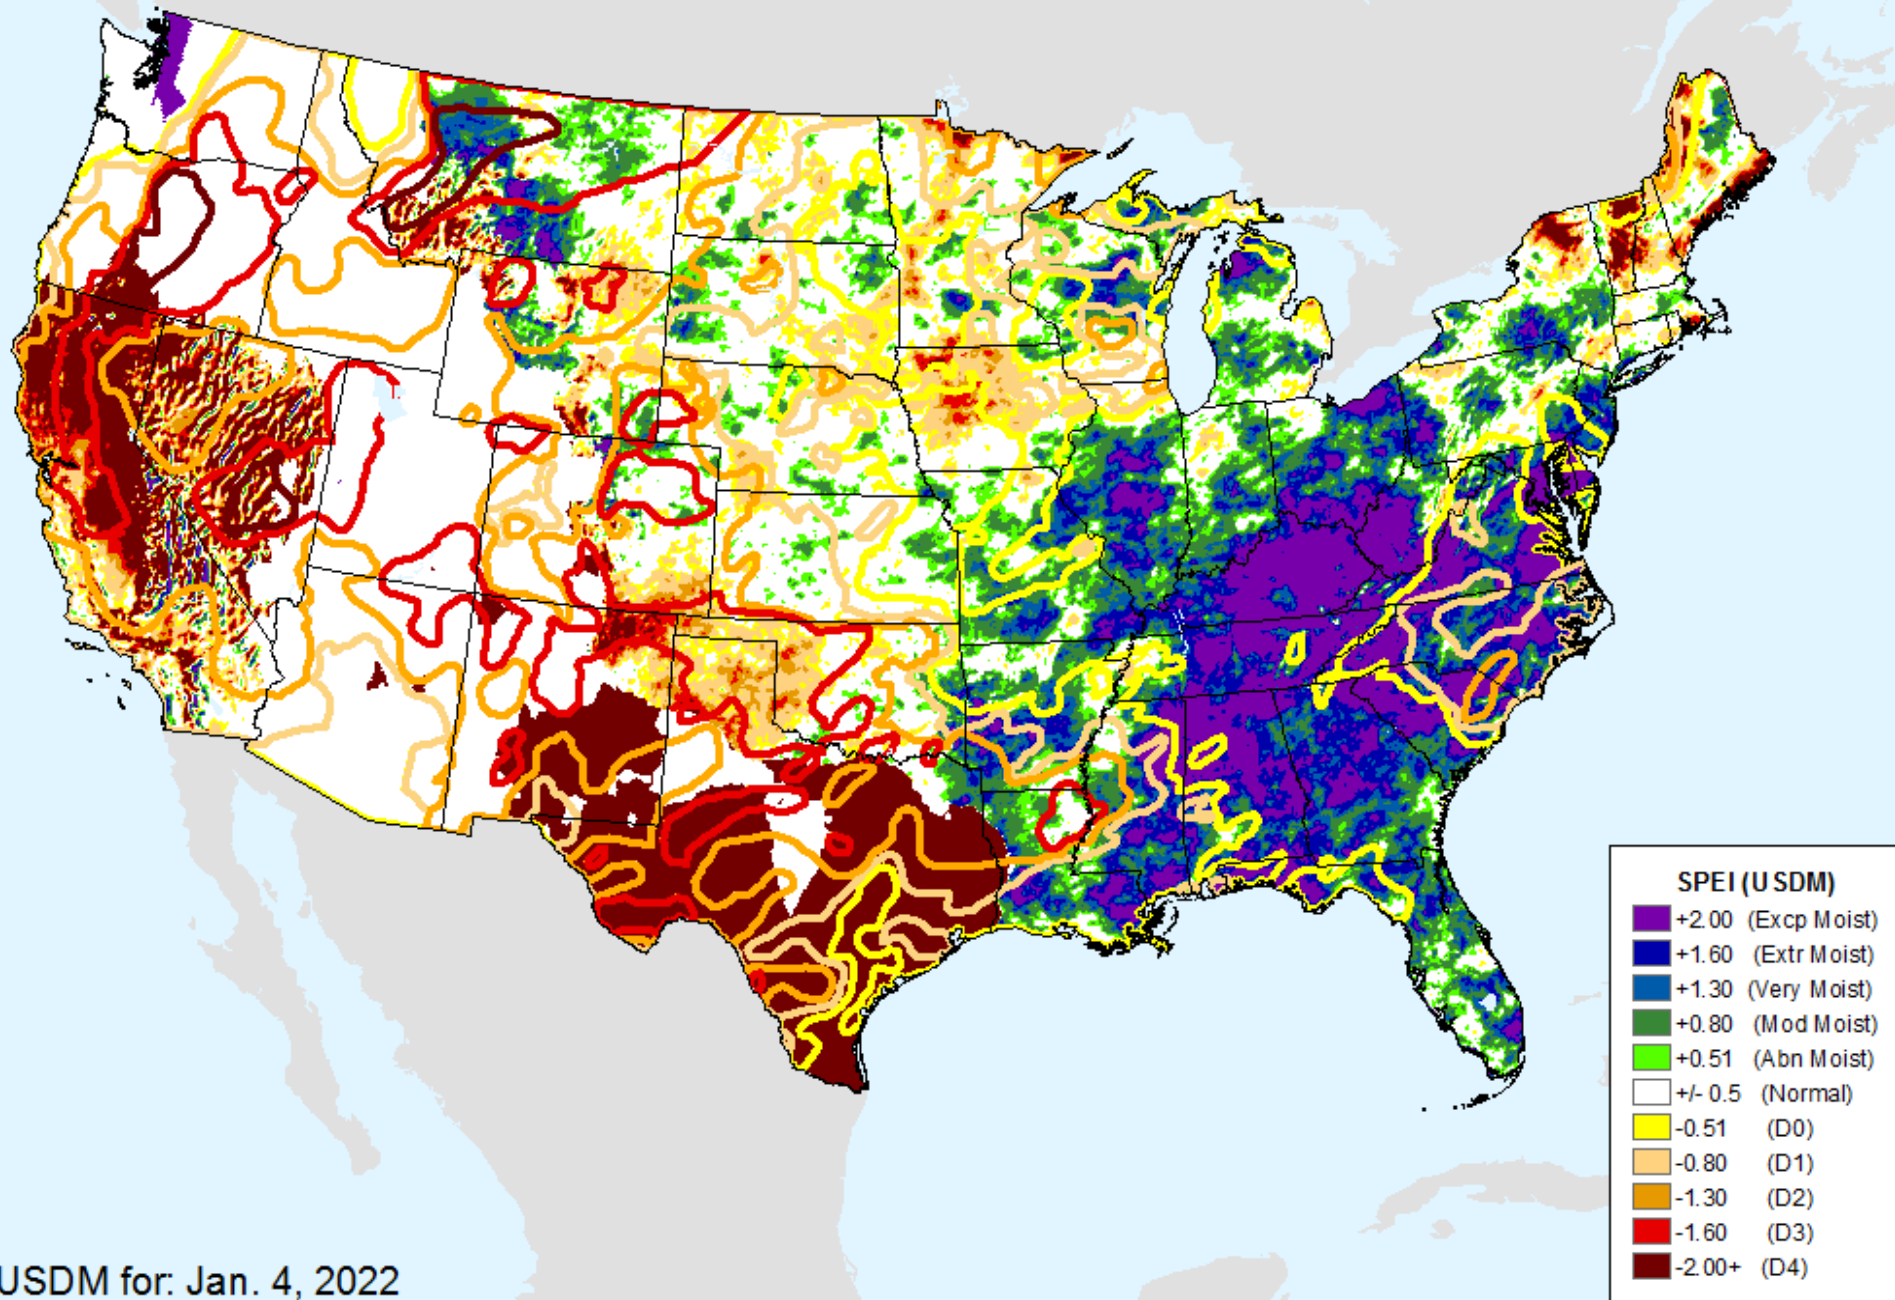 SPEI (USDM)
+2.00 (Excp Moist)
+1.60 (Extr Moist)
+1.30 (Very Moist)
+0.80 (Mod Moist)
+0.51 (Abn Moist)
+/- 0.5 (Normal)
-0.51 (D0)
-0.80 (D1)
-1.30 (D2)
-1.60 (D3)
-2.00+ (D4)
USDM for: Jan. 4, 2022